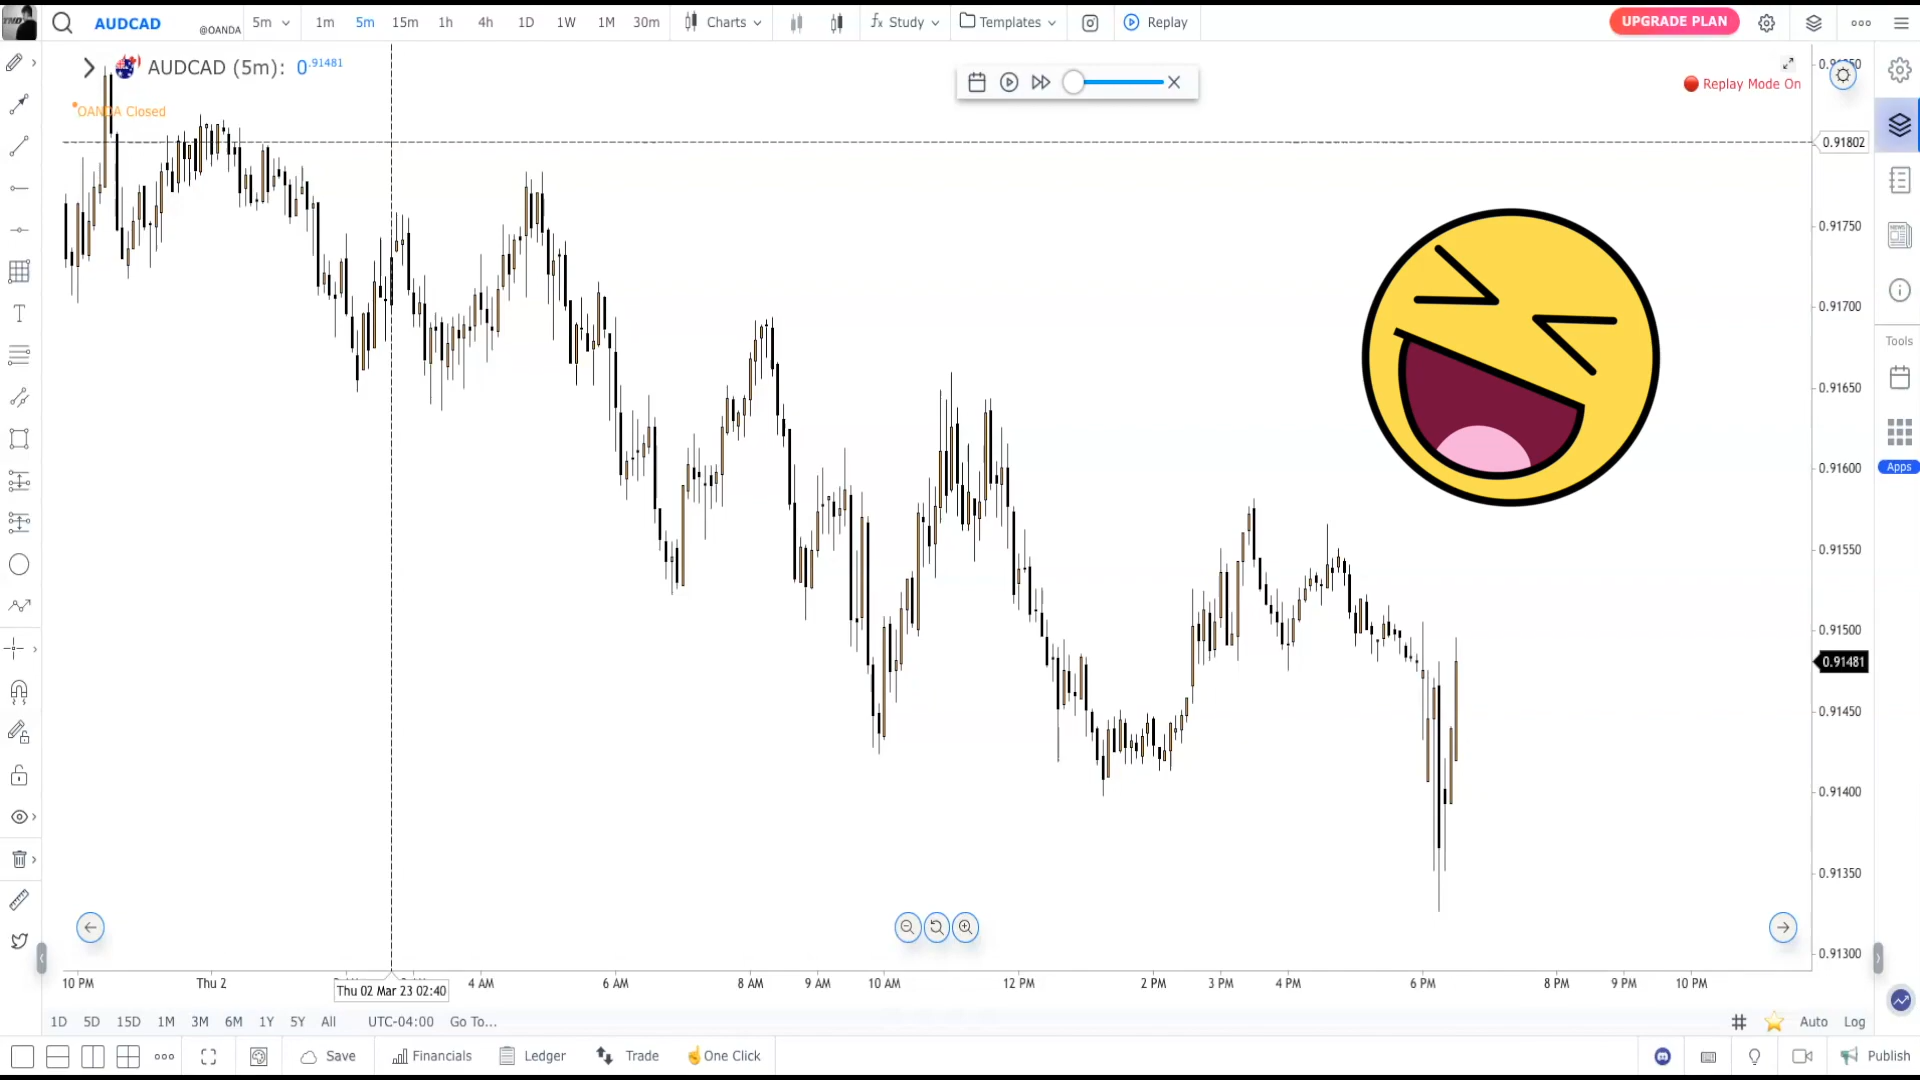 AUDCAD
@OANDA
5m
1m
5m
15m
1h
4h
1D
1W
1M
30m
Charts
fx Study
Templates
Replay
UPGRADE PLAN
AUDCAD (5m): 0.91481
OANDA Closed
Replay Mode On
0.91802
0.91750
0.91700
0.91650
0.91600
0.91550
0.91500
0.91481
0.91450
0.91400
0.91350
0.91300
NEWS
Tools
Apps
10 PM
Thu 2
Thu 02 Mar 23 02:40
4 AM
6 AM
8 AM
9 AM
10 AM
12 PM
2 PM
3 PM
4 PM
6 PM
8 PM
9 PM
10 PM
1D
5D
15D
1M
3M
6M
1Y
5Y
All
UTC-04:00
Go To...
Auto
Log
Save
Financials
Ledger
Trade
One Click
Publish